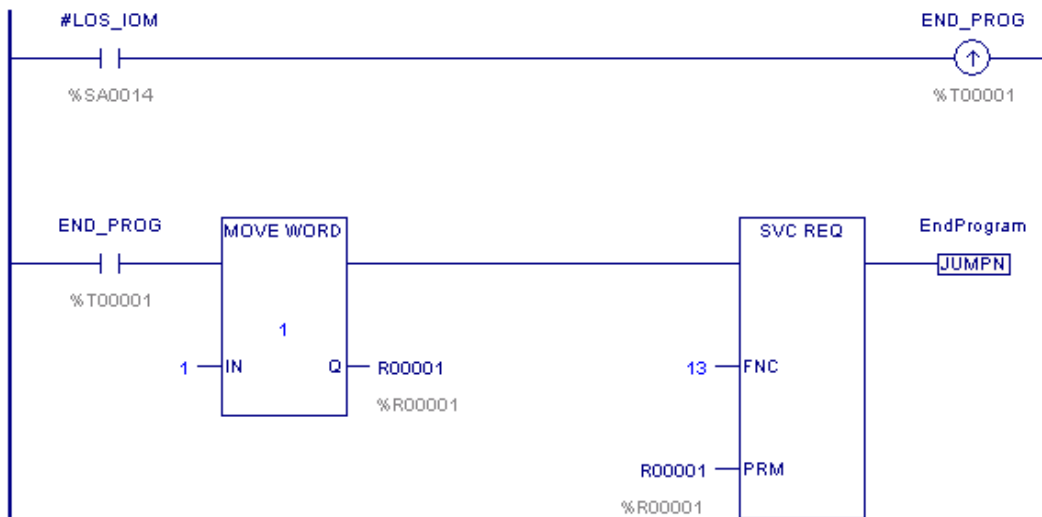 #LOS_IOM
END_PROG
%SA0014
%T00001
END_PROG
MOVE WORD
SVC REQ
EndProgram
JUMPN
%T00001
1
1
IN
Q
R00001
13
FNC
%R00001
R00001
PRM
%R00001